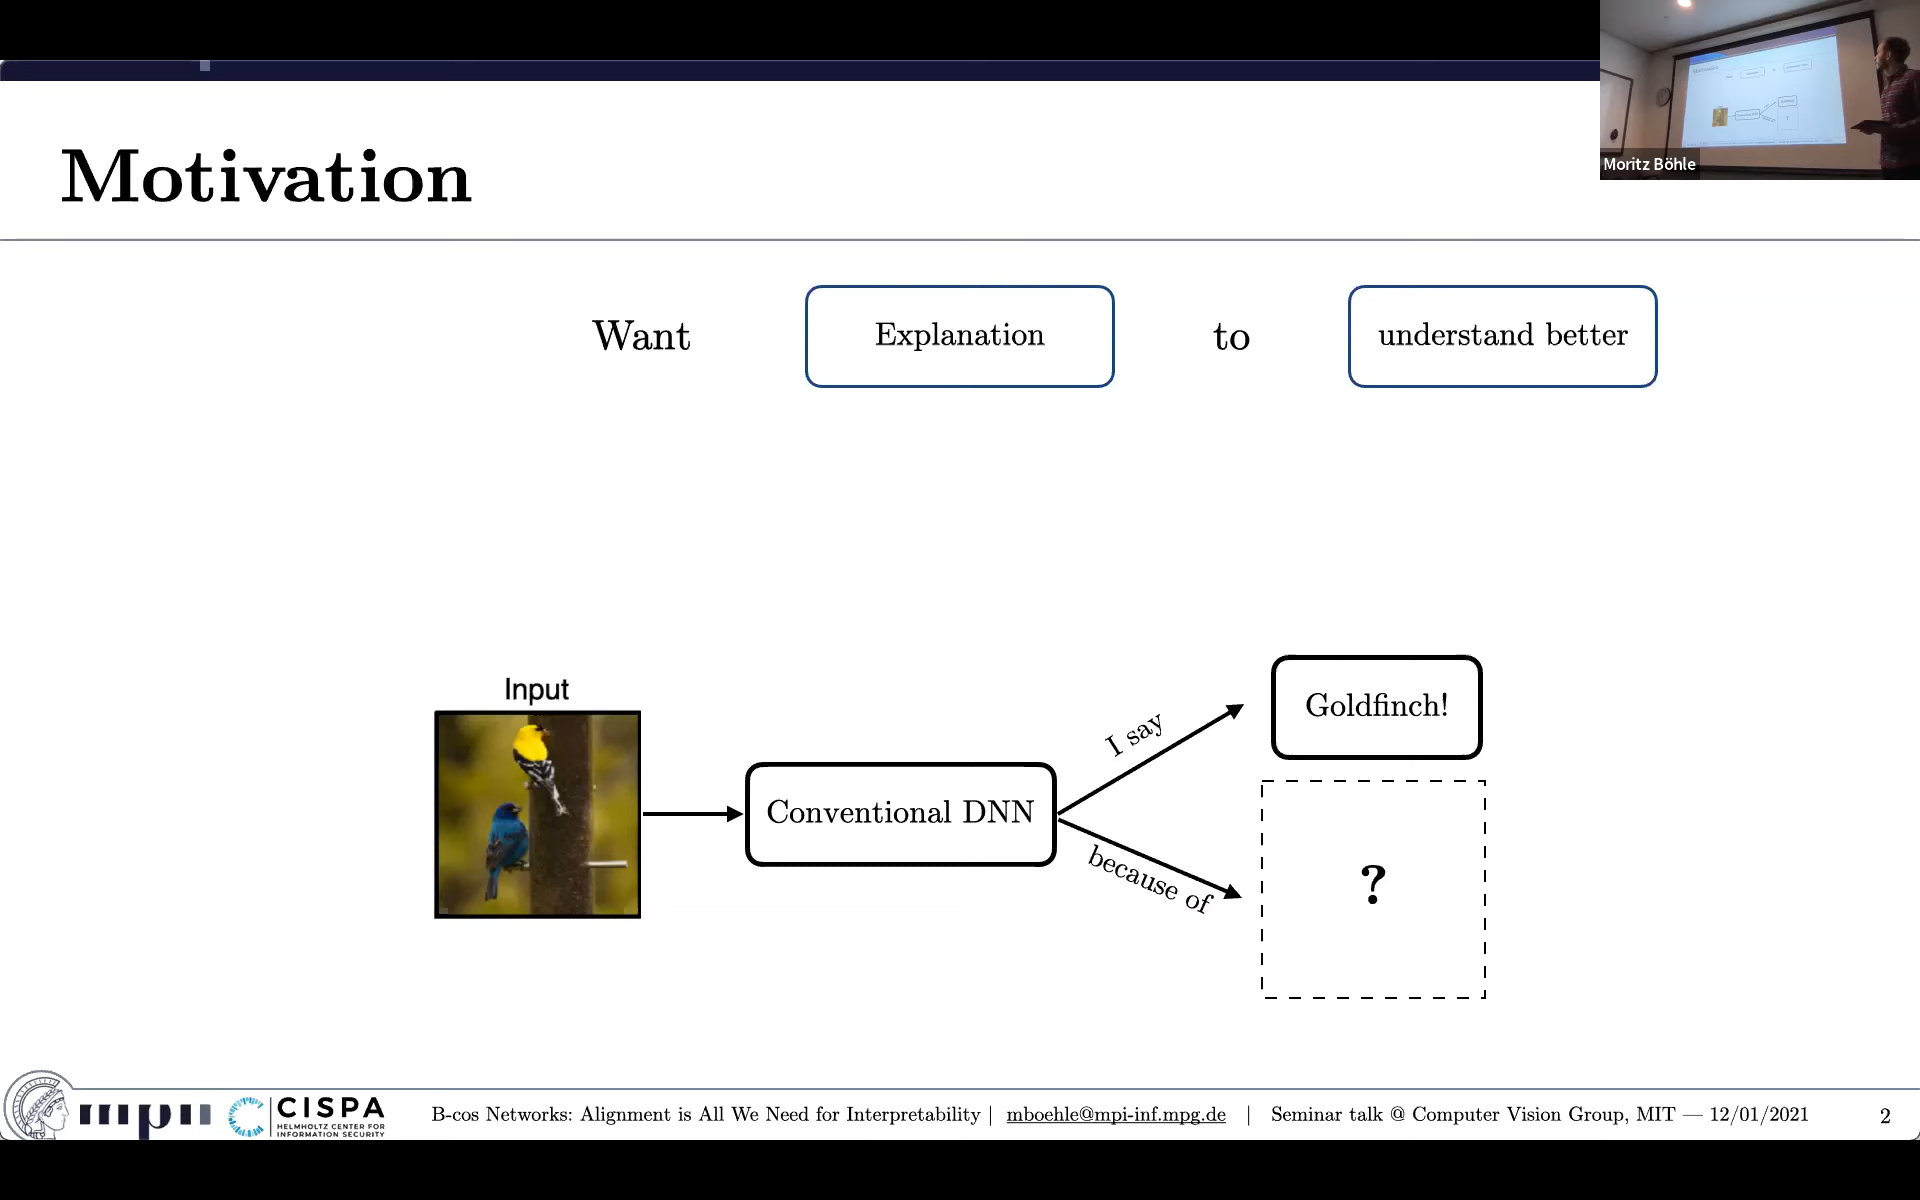 Moritz Böhle
Motivation
Want Explanation to understand better
Input
Conventional DNN
I say
Goldfinch!
because of
?
mpii
CISPA
HELMHOLTZ CENTER FOR
INFORMATION SECURITY
B-cos Networks: Alignment is All We Need for Interpretability | mboehle@mpi-inf.mpg.de | Seminar talk @ Computer Vision Group, MIT — 12/01/2021 2